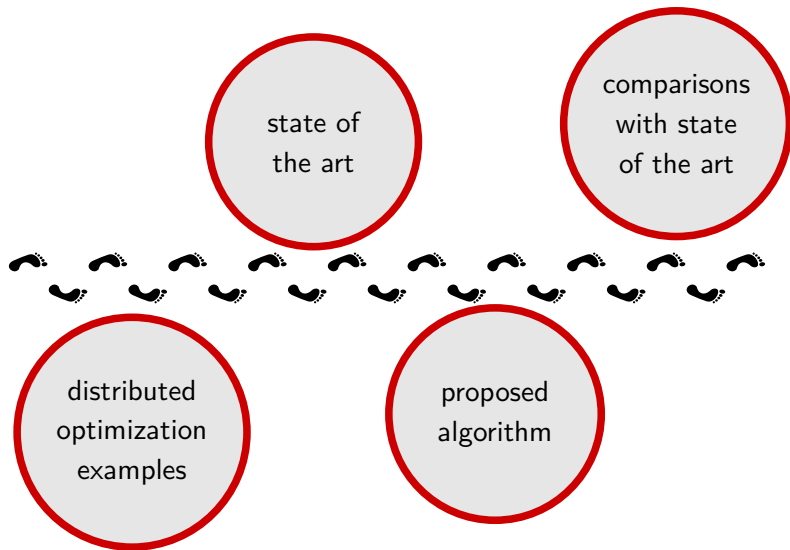 state of
the art
comparisons
with state
of the art
distributed
optimization
examples
proposed
algorithm